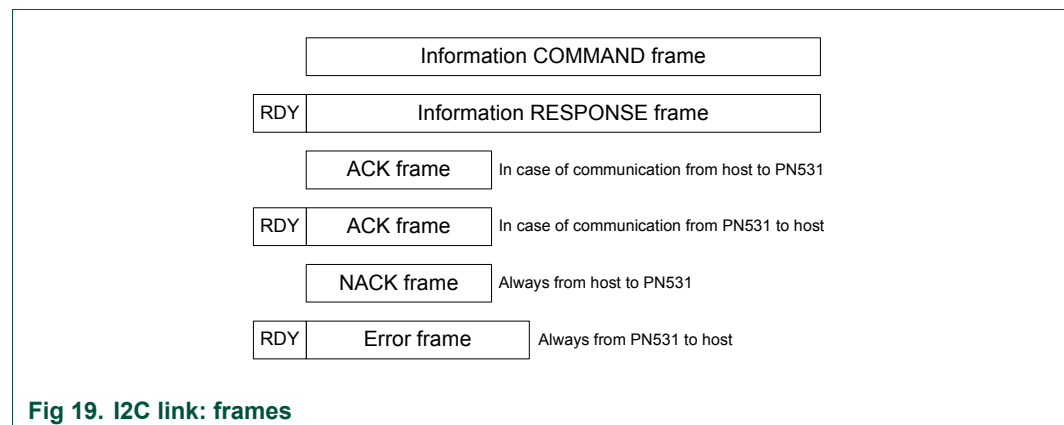 Information COMMAND frame
RDY Information RESPONSE frame
ACK frame In case of communication from host to PN531
RDY ACK frame In case of communication from PN531 to host
NACK frame Always from host to PN531
RDY Error frame Always from PN531 to host
Fig 19. I2C link: frames